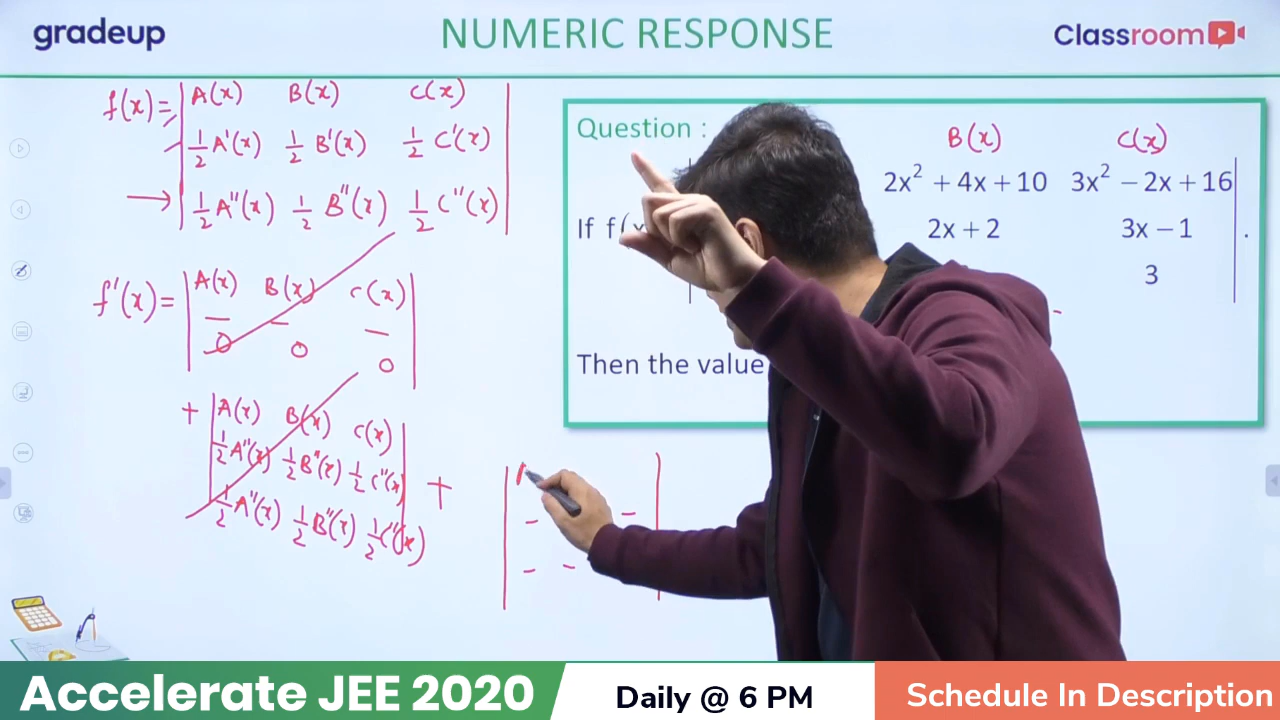 gradeup
NUMERIC RESPONSE
Classroom
f(x)= A(x) B(x) C(x)
1/2 A'(x) 1/2 B'(x) 1/2 C'(x)
→ 1/2 A''(x) 1/2 B''(x) 1/2 C''(x)
f'(x)= A(x) B(x) C(x)
— — —
0 0 0
+ A(x) B(x) C(x)
1/2 A''(x) 1/2 B''(x) 1/2 C''(x)
1/2 A''(x) 1/2 B''(x) 1/2 C''(x)
+
Question :
B(x) C(x)
2x² + 4x + 10 3x² − 2x + 16
If f(x 2x + 2 3x − 1 .
3
Then the value
Accelerate JEE 2020
Daily @ 6 PM
Schedule In Description